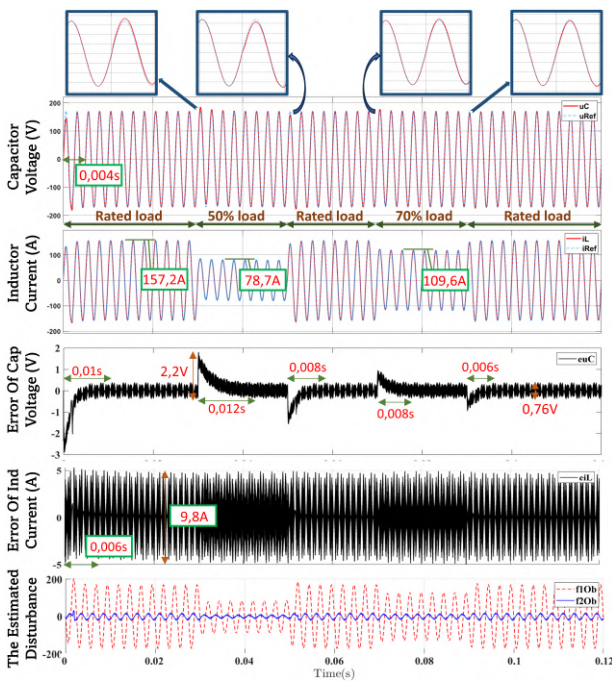 Capacitor
Voltage (V)
200
100
0
-100
-200
uC
uRef
0,004s
Rated load
50% load
Rated load
70% load
Rated load
Inductor
Current (A)
100
0
-100
iL
iRef
157,2A
78,7A
109,6A
Error Of Cap
Voltage (V)
2
1
0
-1
-2
-3
euC
0,01s
2,2V
0,012s
0,008s
0,008s
0,006s
0,76V
Error Of Ind
Current (A)
5
0
-5
eiL
9,8A
0,006s
The Estimated
Disturbance
200
0
200
f1Ob
f2Ob
0
0.02
0.04
0.06
0.08
0.1
0.12
Time(s)